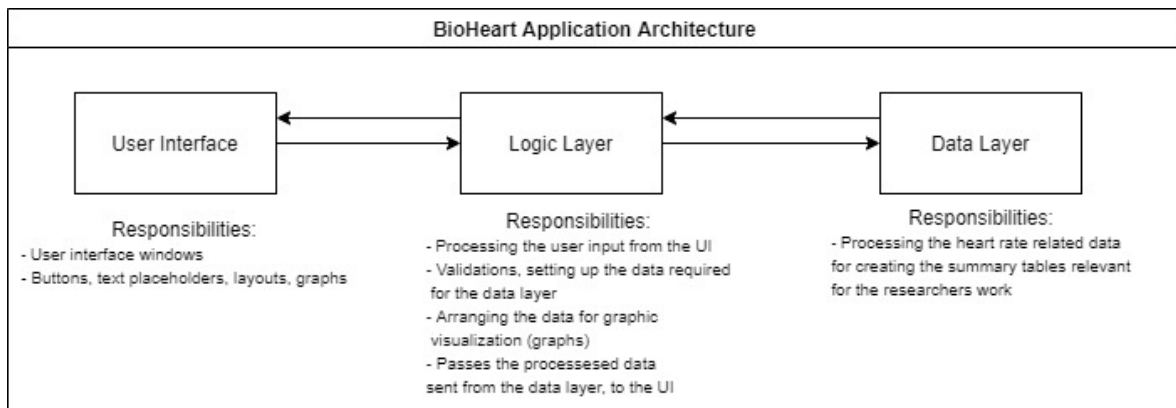 BioHeart Application Architecture
User Interface
Logic Layer
Data Layer
Responsibilities:
- User interface windows
- Buttons, text placeholders, layouts, graphs
Responsibilities:
- Processing the user input from the UI
- Validations, setting up the data required
for the data layer
- Arranging the data for graphic
visualization (graphs)
- Passes the processesed data
sent from the data layer, to the UI
Responsibilities:
- Processing the heart rate related data
for creating the summary tables relevant
for the researchers work